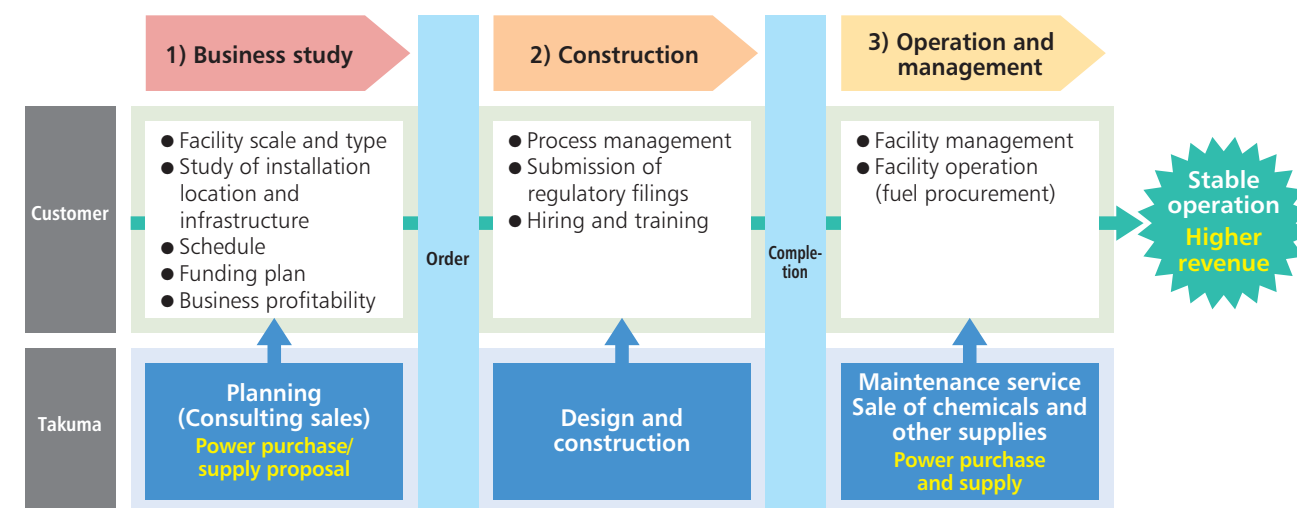 1) Business study
2) Construction
3) Operation and
management
Customer
● Facility scale and type
● Study of installation
location and
infrastructure
● Schedule
● Funding plan
● Business profitability
Order
● Process management
● Submission of
regulatory filings
● Hiring and training
Comple-
tion
● Facility management
● Facility operation
(fuel procurement)
Stable
operation
Higher
revenue
Takuma
Planning
(Consulting sales)
Power purchase/
supply proposal
Design and
construction
Maintenance service
Sale of chemicals and
other supplies
Power purchase
and supply